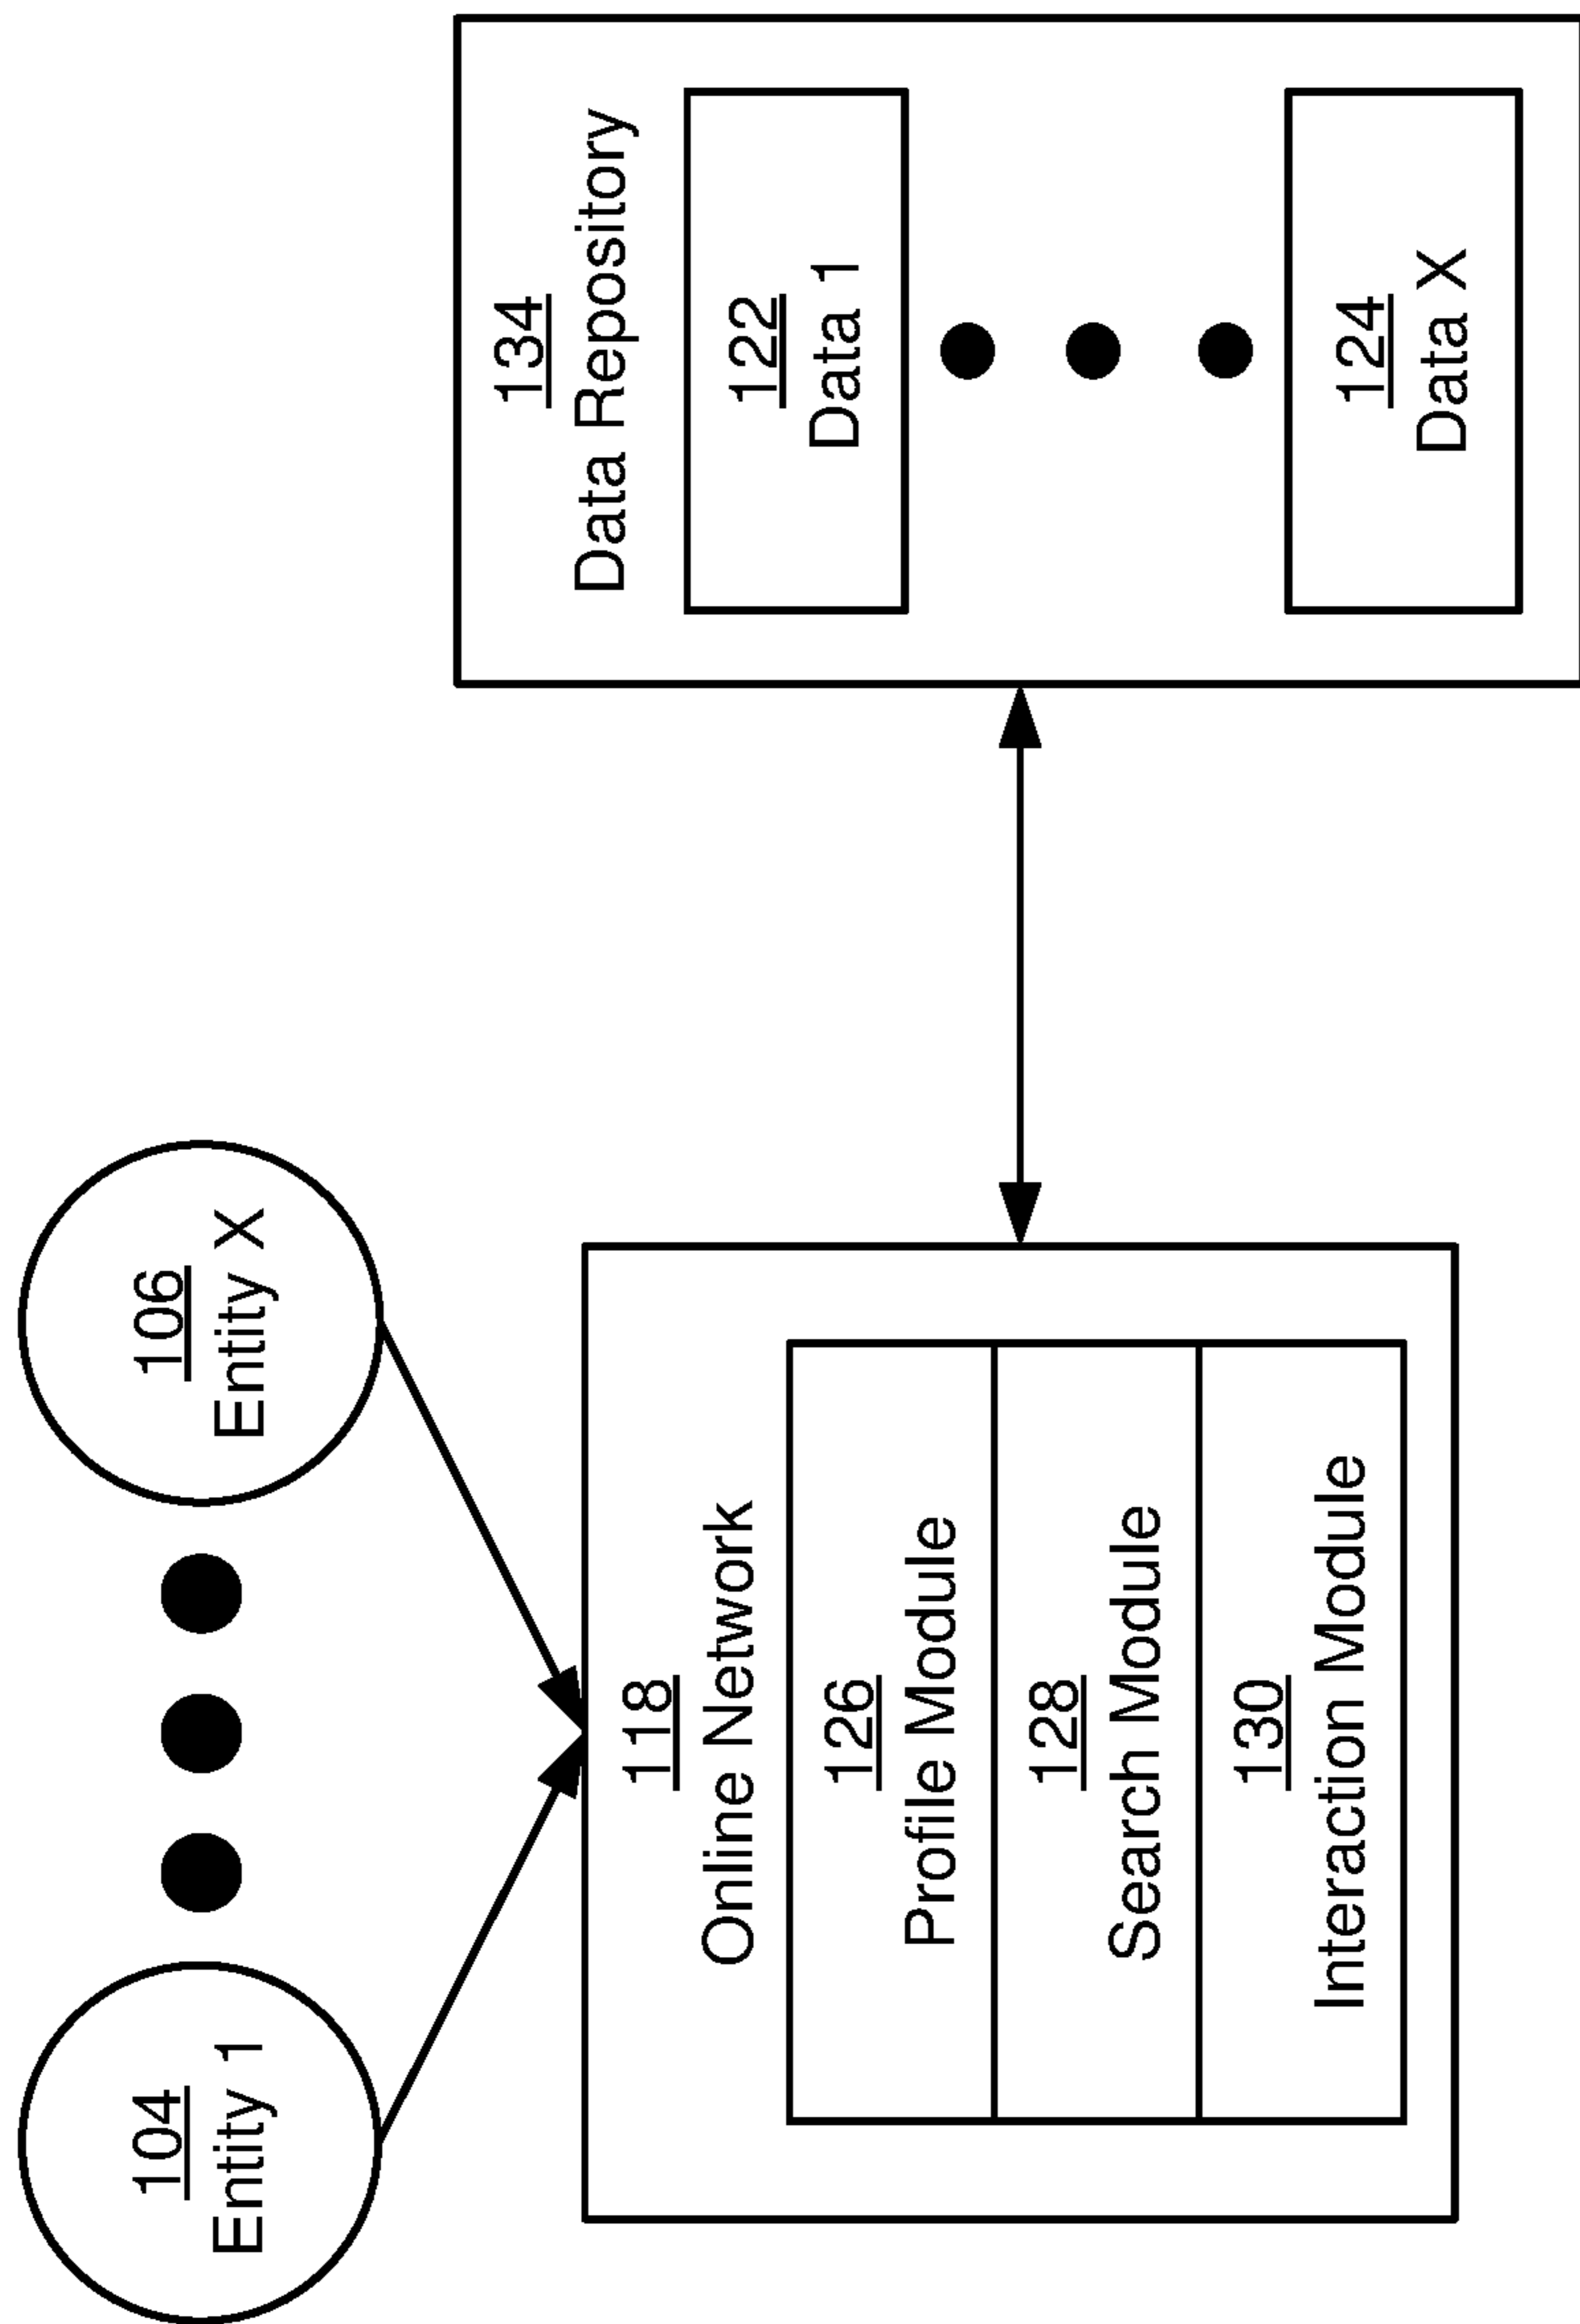 104
Entity 1
106
Entity x
118
Online Network
126
Profile Module
128
Search Module
130
Interaction Module
134
Data Repository
122
Data 1
124
Data x